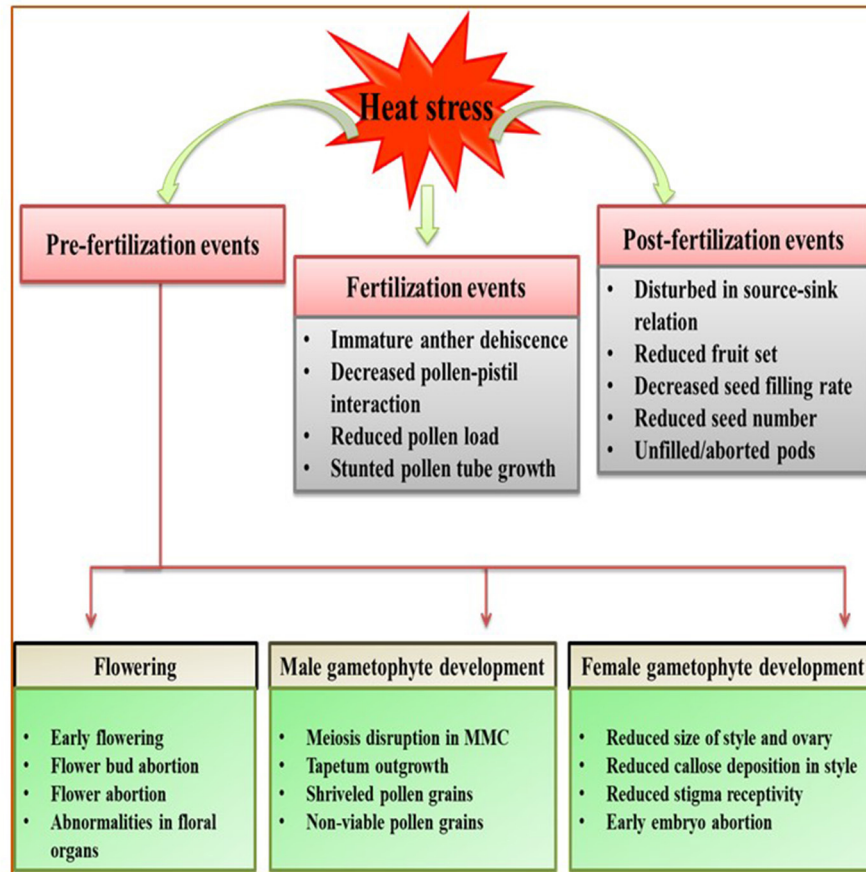 Heat stress
Pre-fertilization events
Fertilization events
• Immature anther dehiscence
• Decreased pollen-pistil
interaction
• Reduced pollen load
• Stunted pollen tube growth
Post-fertilization events
• Disturbed in source-sink
relation
• Reduced fruit set
• Decreased seed filling rate
• Reduced seed number
• Unfilled/aborted pods
Flowering
• Early flowering
• Flower bud abortion
• Flower abortion
• Abnormalities in floral
organs
Male gametophyte development
• Meiosis disruption in MMC
• Tapetum outgrowth
• Shriveled pollen grains
• Non-viable pollen grains
Female gametophyte development
• Reduced size of style and ovary
• Reduced callose deposition in style
• Reduced stigma receptivity
• Early embryo abortion